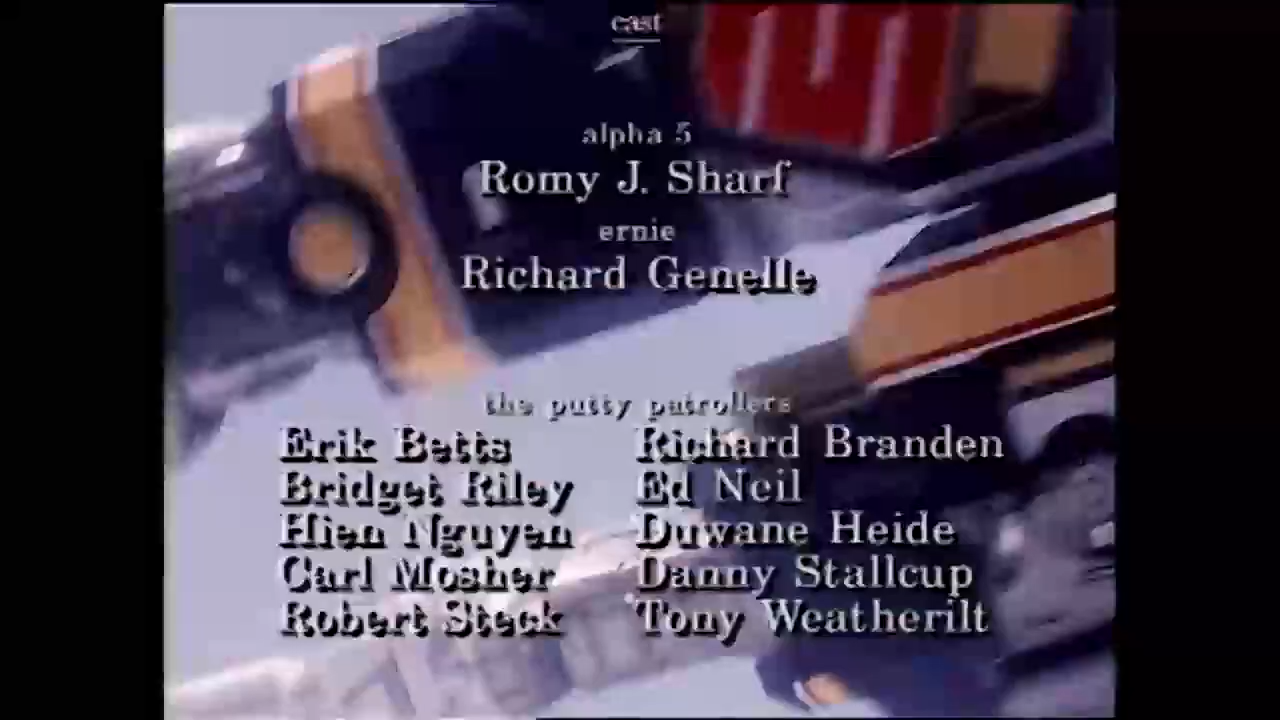 cast
alpha 5
Romy J. Sharf
ernie
Richard Genelle
the putty patrollers
Erik Betts
Richard Branden
Bridget Riley
Ed Neil
Hien Nguyen
Duwane Heide
Carl Mosher
Danny Stallcup
Robert Steck
Tony Weatherilt